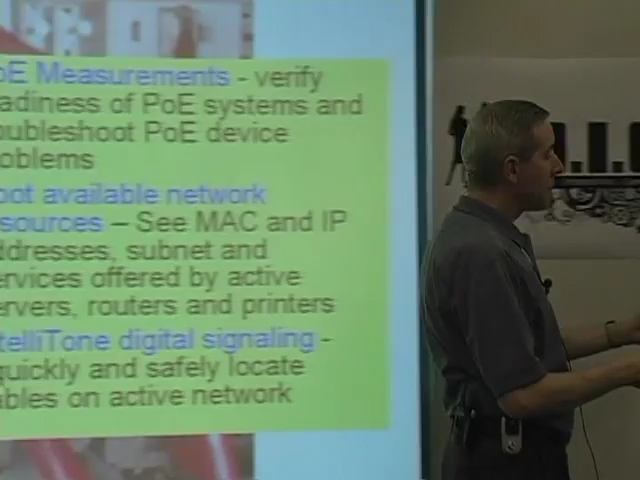 oE Measurements - verify
eadiness of PoE systems and
oubleshoot PoE device
oblems
oot available network
sources – See MAC and IP
ddresses, subnet and
ervices offered by active
ervers, routers and printers
telliTone digital signaling -
quickly and safely locate
ables on active network